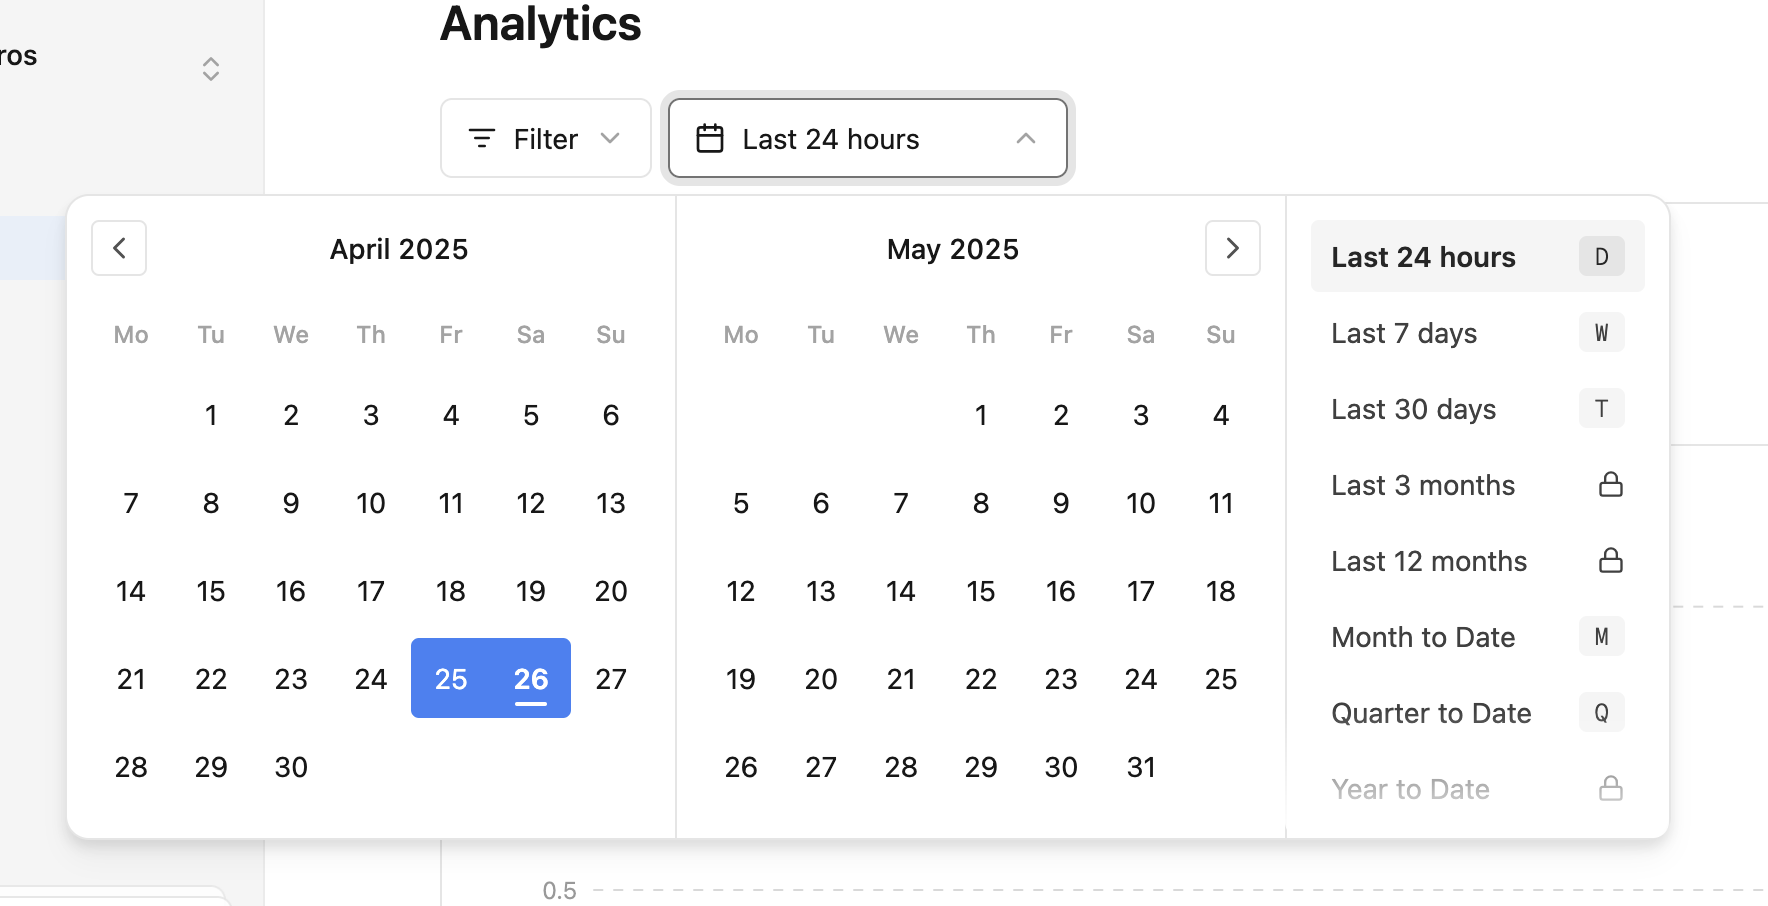 Analytics
ros
Filter
Last 24 hours
April 2025
Mo Tu We Th Fr Sa Su
1 2 3 4 5 6
7 8 9 10 11 12 13
14 15 16 17 18 19 20
21 22 23 24 25 26 27
28 29 30
May 2025
Mo Tu We Th Fr Sa Su
1 2 3 4
5 6 7 8 9 10 11
12 13 14 15 16 17 18
19 20 21 22 23 24 25
26 27 28 29 30 31
Last 24 hours D
Last 7 days W
Last 30 days T
Last 3 months
Last 12 months
Month to Date M
Quarter to Date Q
Year to Date
0.5